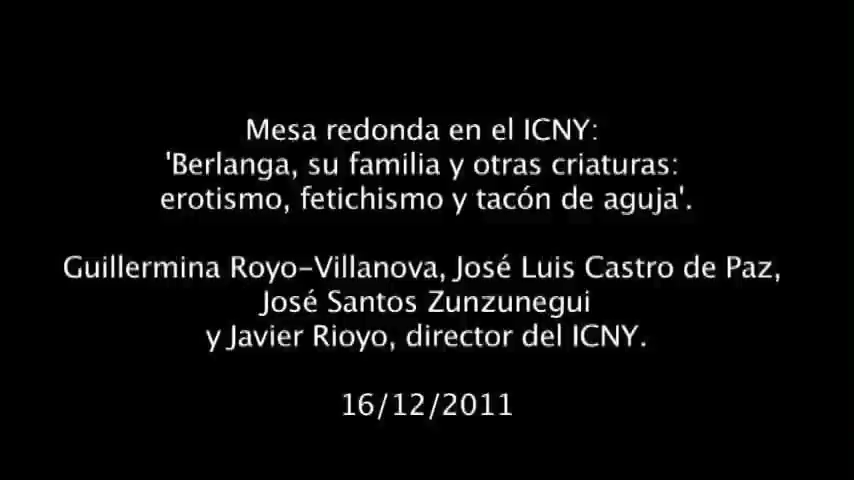 Mesa redonda en el ICNY:
'Berlanga, su familia y otras criaturas:
erotismo, fetichismo y tacón de aguja'.
Guillermina Royo-Villanova, José Luis Castro de Paz,
José Santos Zunzunegui
y Javier Rioyo, director del ICNY.
16/12/2011